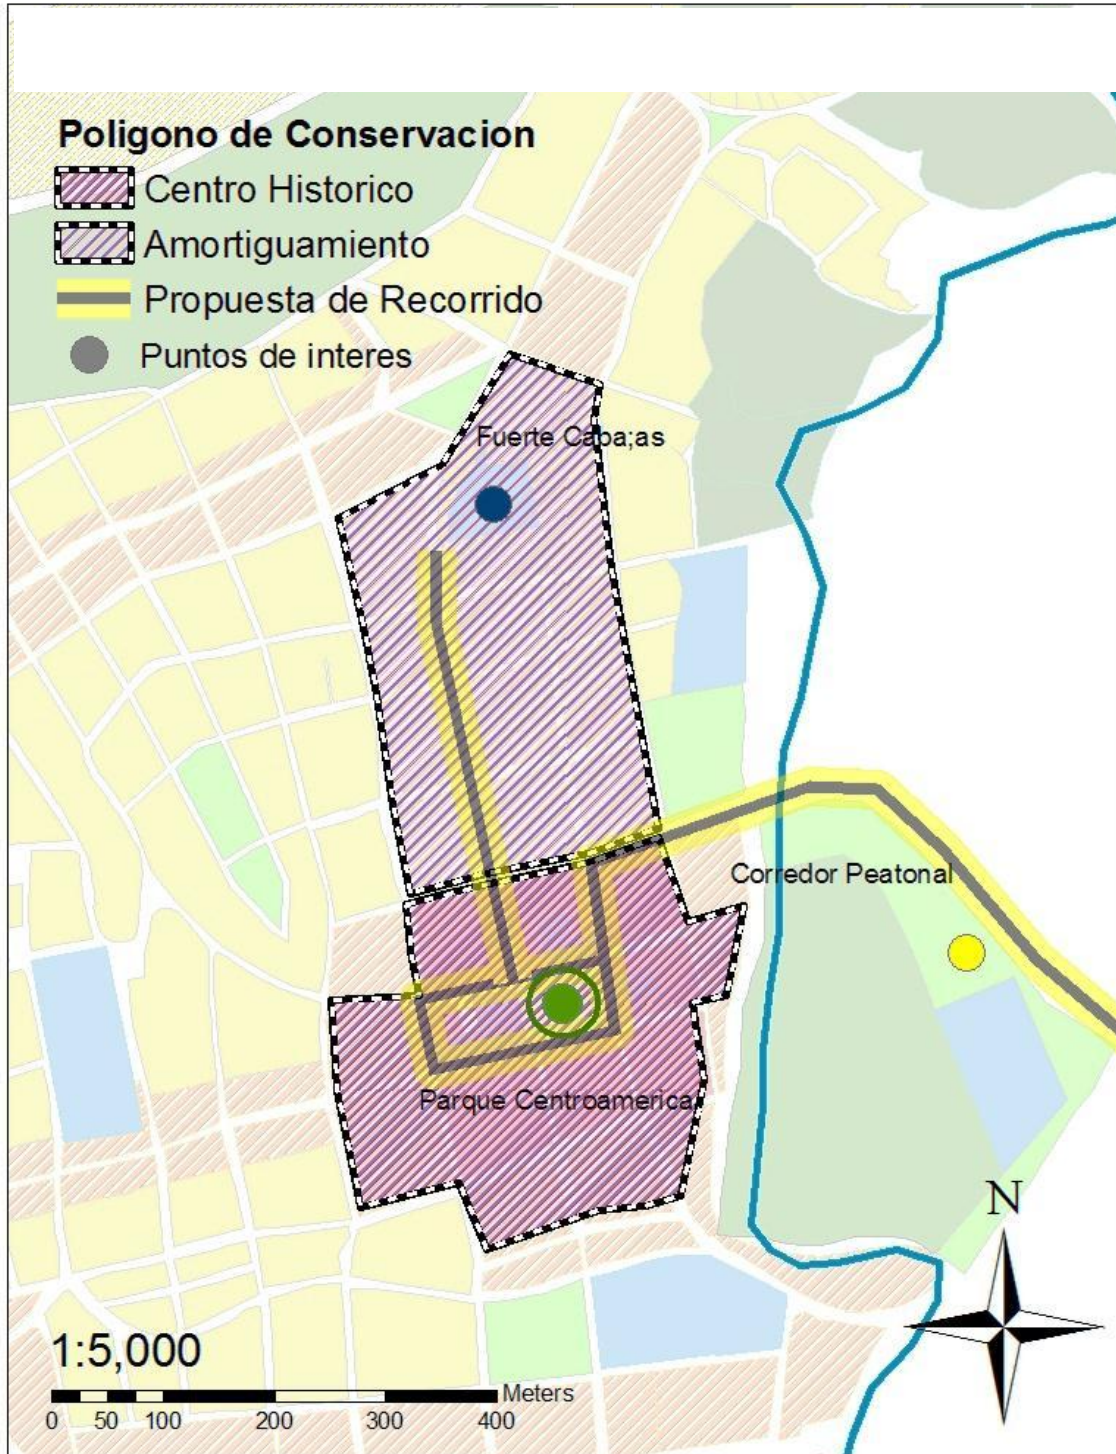 Poligono de Conservacion
Centro Historico
Amortiguamiento
Propuesta de Recorrido
Puntos de interes
Fuerte Caba;as
Corredor Peatonal
Parque Centroamerica
N
1:5,000
Meters
0 50 100 200 300 400